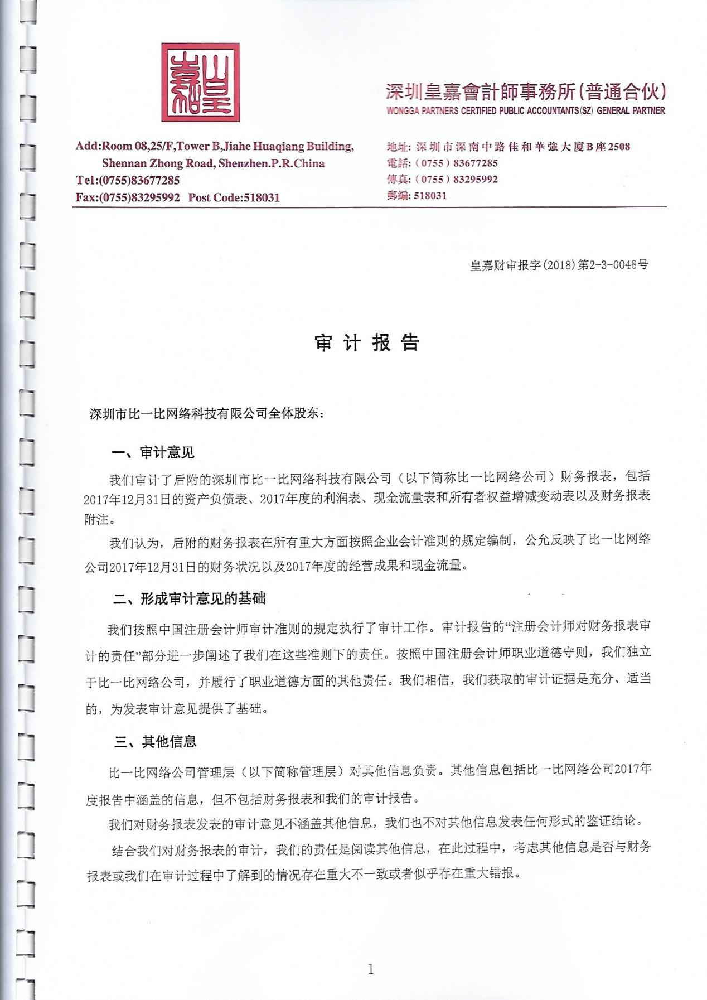 皇嘉
深圳皇嘉會計師事務所(普通合伙)
WONGGA PARTNERS CERTIFIED PUBLIC ACCOUNTANTS(SZ) GENERAL PARTNER
Add:Room 08,25/F,Tower B,Jiahe Huaqiang Building,
Shennan Zhong Road, Shenzhen.P.R.China
Tel:(0755)83677285
Fax:(0755)83295992 Post Code:518031
地址: 深圳市深南中路佳和華強大廈B座2508
電話:(0755)83677285
傳真:(0755)83295992
郵編:518031
皇嘉财审报字(2018)第2-3-0048号
审计报告
深圳市比一比网络科技有限公司全体股东：
一、审计意见
我们审计了后附的深圳市比一比网络科技有限公司（以下简称比一比网络公司）财务报表，包括
2017年12月31日的资产负债表、2017年度的利润表、现金流量表和所有者权益增减变动表以及财务报表
附注。
我们认为，后附的财务报表在所有重大方面按照企业会计准则的规定编制，公允反映了比一比网络
公司2017年12月31日的财务状况以及2017年度的经营成果和现金流量。
二、形成审计意见的基础
我们按照中国注册会计师审计准则的规定执行了审计工作。审计报告的“注册会计师对财务报表审
计的责任”部分进一步阐述了我们在这些准则下的责任。按照中国注册会计师职业道德守则，我们独立
于比一比网络公司，并履行了职业道德方面的其他责任。我们相信，我们获取的审计证据是充分、适当
的，为发表审计意见提供了基础。
三、其他信息
比一比网络公司管理层（以下简称管理层）对其他信息负责。其他信息包括比一比网络公司2017年
度报告中涵盖的信息，但不包括财务报表和我们的审计报告。
我们对财务报表发表的审计意见不涵盖其他信息，我们也不对其他信息发表任何形式的鉴证结论。
结合我们对财务报表的审计，我们的责任是阅读其他信息，在此过程中，考虑其他信息是否与财务
报表或我们在审计过程中了解到的情况存在重大不一致或者似乎存在重大错报。
1